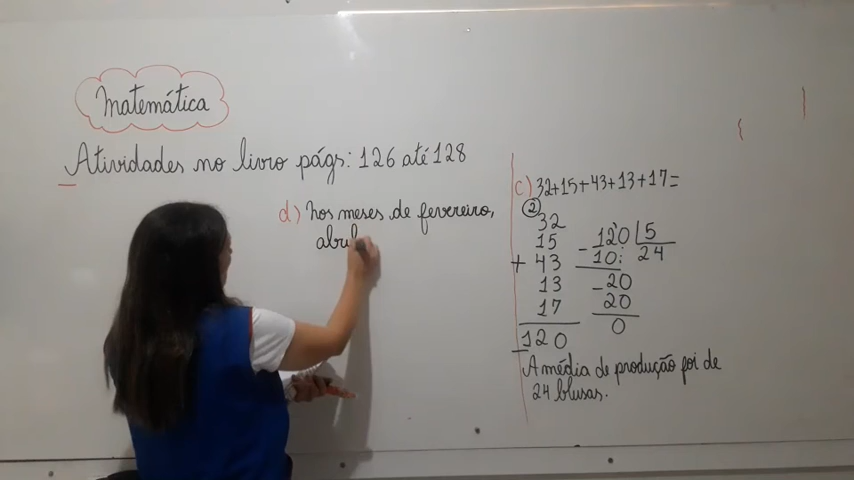 Matemática
Atividades no livro págs: 126 até 128
d) Nos meses de fevereiro,
abril
c) 32+15+43+13+17=
2
32
15
+ 43
13
17
120
- 120 5
10 24
- 20
20
0
A média de produção foi de
24 blusas.